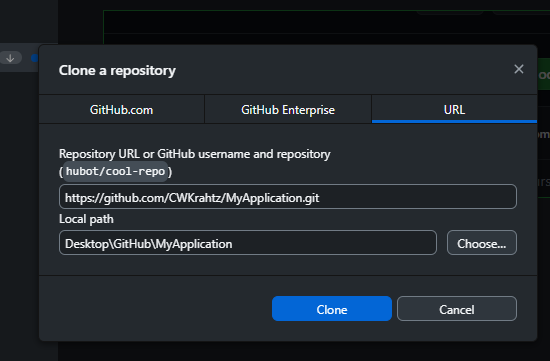 Clone a repository
GitHub.com
GitHub Enterprise
URL
Repository URL or GitHub username and repository
(hubot/cool-repo)
https://github.com/CWKrahtz/MyApplication.git
Local path
Desktop\GitHub\MyApplication
Choose...
Clone
Cancel